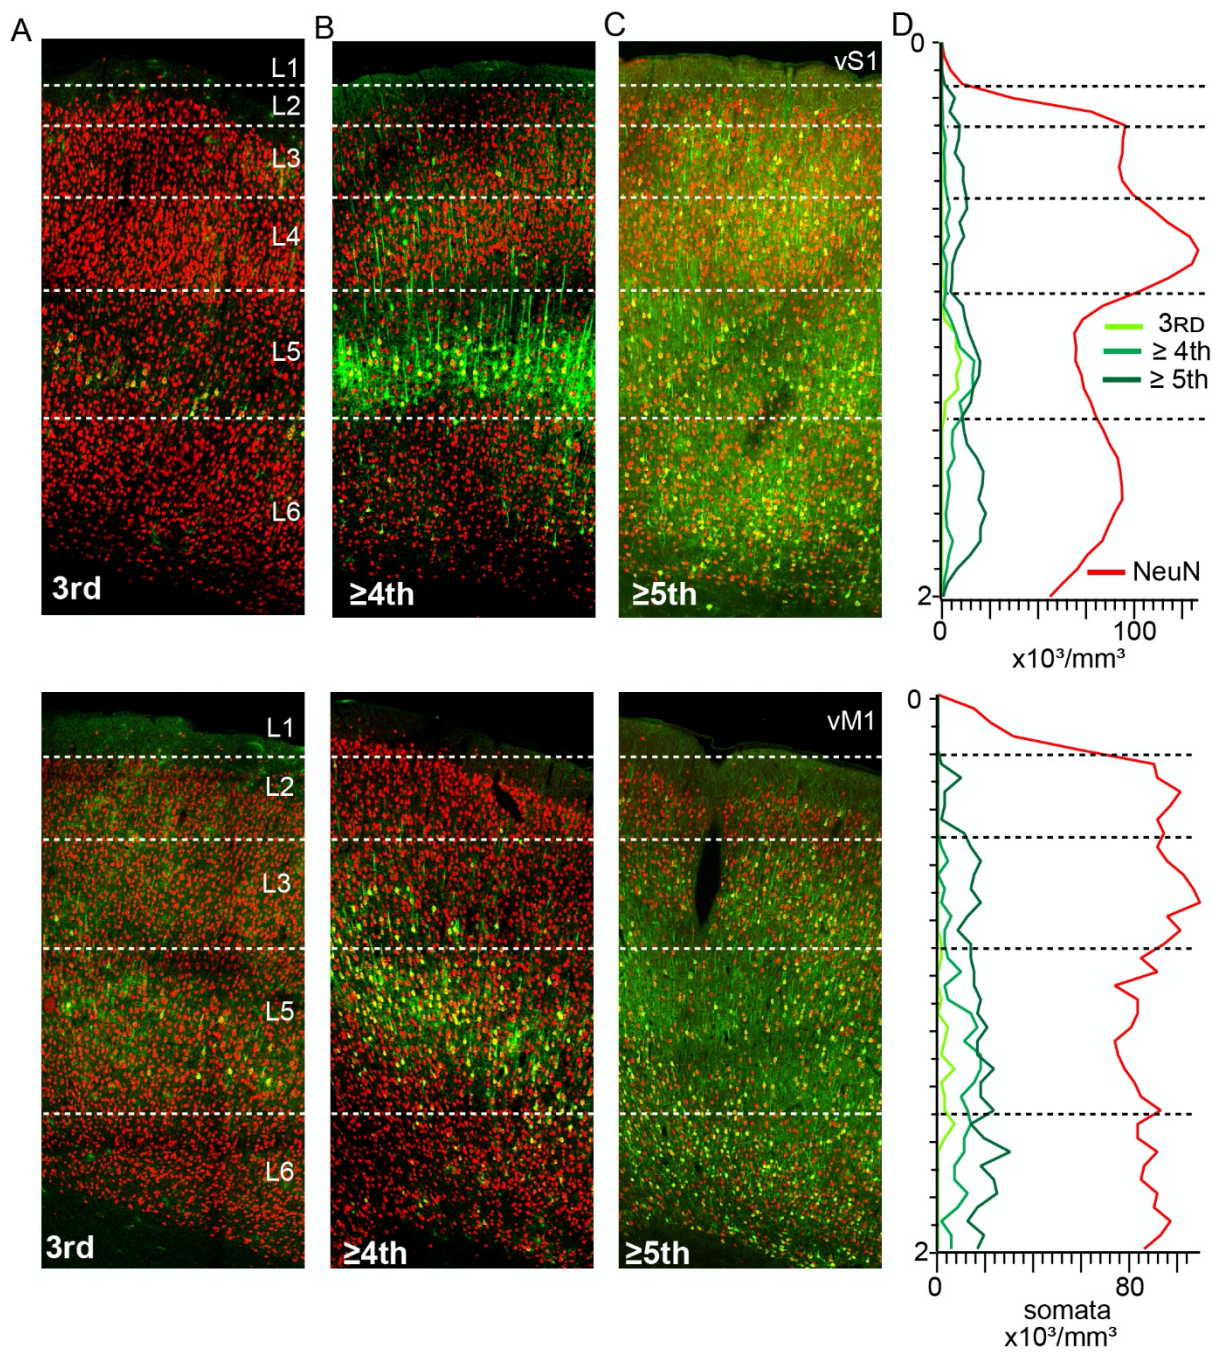 A
B
C
D
L1
L2
L3
L4
L5
L6
3rd
≥4th
vS1
≥5th
0
3RD
≥ 4th
≥ 5th
NeuN
2
0
100
x10³/mm³
L1
L2
L3
L5
L6
3rd
≥4th
vM1
≥5th
0
2
0
80
somata
x10³/mm³